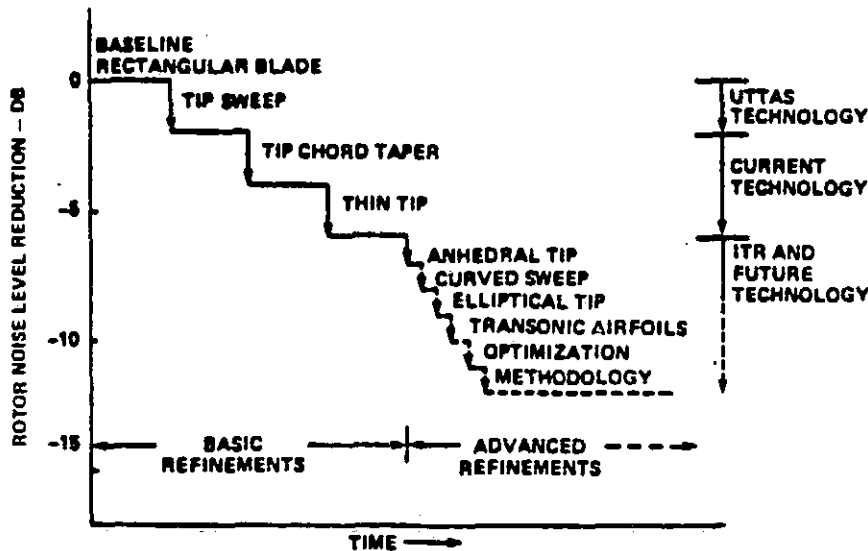 BASELINE
RECTANGULAR BLADE
0
TIP SWEEP
UTTAS
TECHNOLOGY
TIP CHORD TAPER
CURRENT
TECHNOLOGY
ROTOR NOISE LEVEL REDUCTION – DB
-5
THIN TIP
ANHEDRAL TIP
ITR AND
FUTURE
TECHNOLOGY
CURVED SWEEP
ELLIPTICAL TIP
TRANSONIC AIRFOILS
-10
OPTIMIZATION
METHODOLOGY
-15
BASIC
REFINEMENTS
ADVANCED
REFINEMENTS
TIME